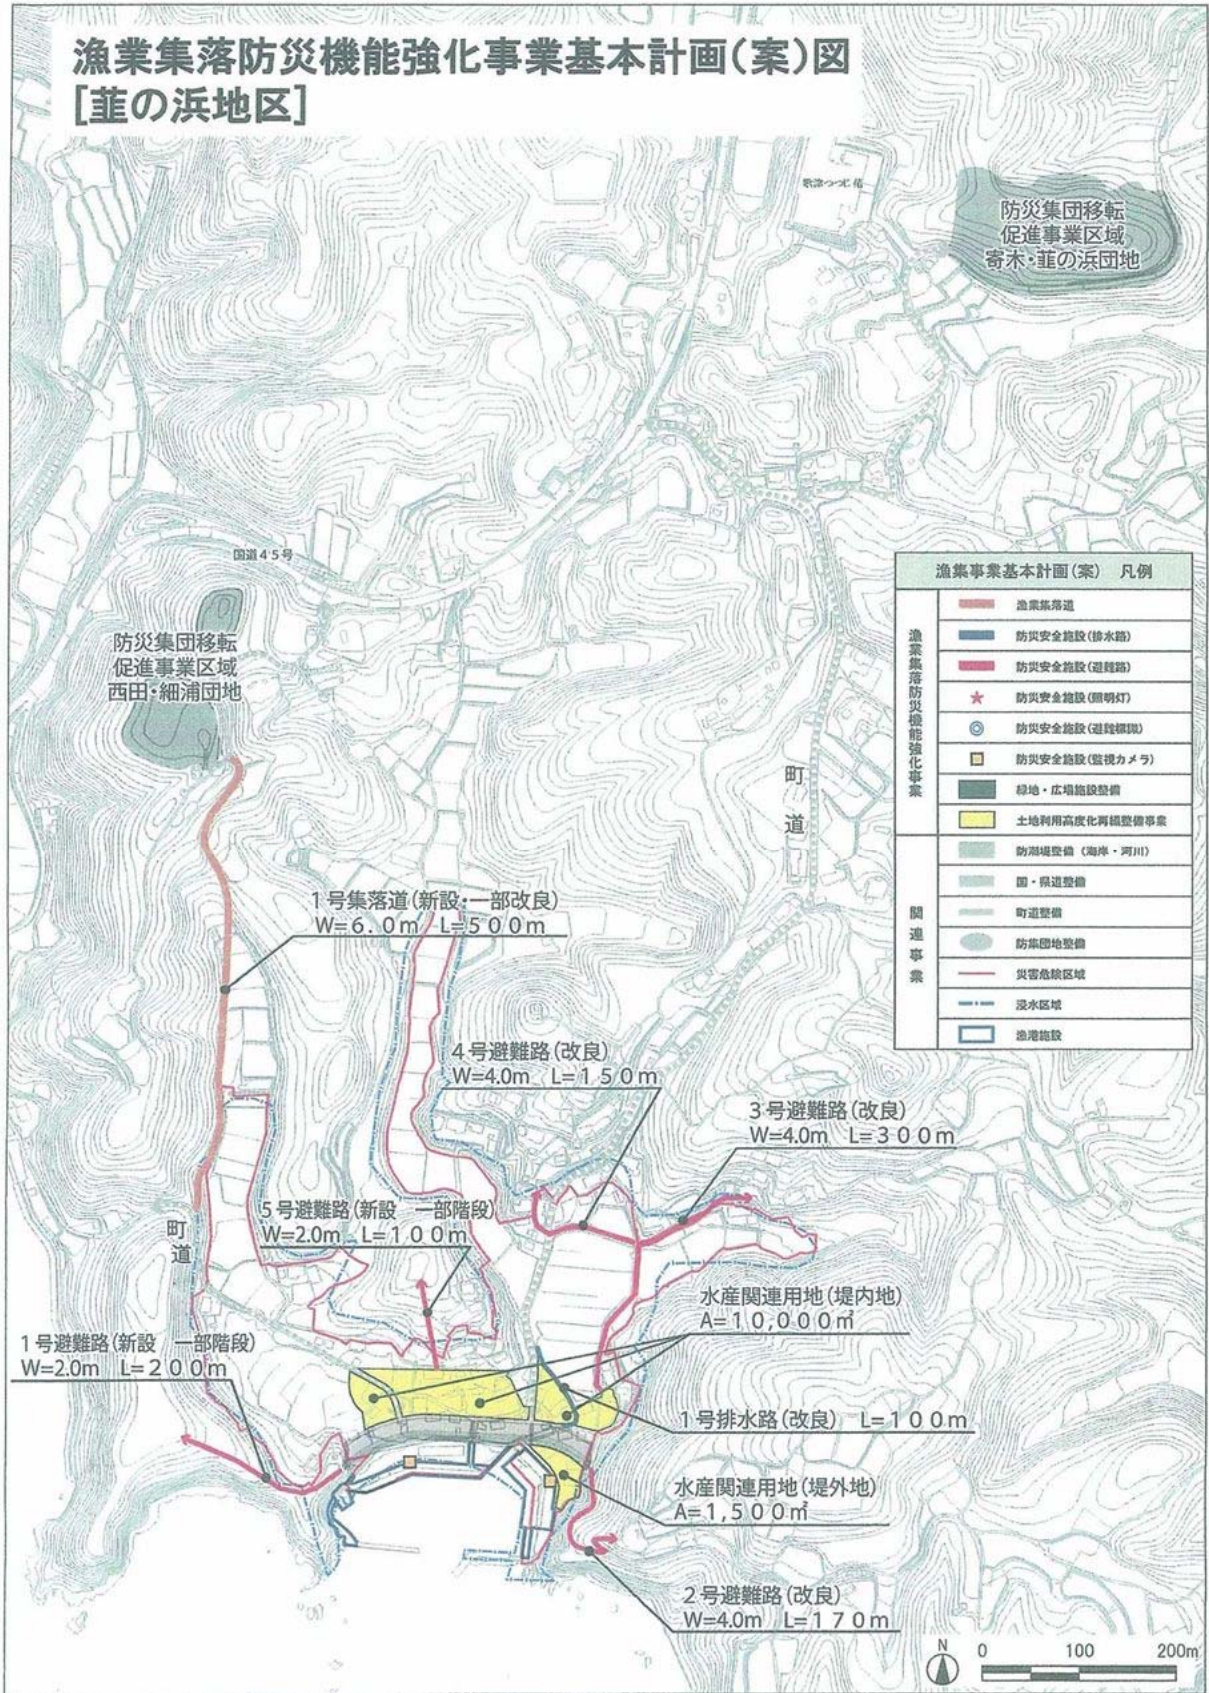 漁業集落防災機能強化事業基本計画(案)図
[韮の浜地区]
歌津つつじ苑
防災集団移転
促進事業区域
寄木・韮の浜団地
国道45号
防災集団移転
促進事業区域
西田・細浦団地
漁集事業基本計画(案) 凡例
漁業集落防災機能強化事業
漁業集落道
防災安全施設(排水路)
防災安全施設(避難路)
防災安全施設(照明灯)
防災安全施設(避難標識)
防災安全施設(監視カメラ)
緑地・広場施設整備
土地利用高度化再編整備事業
関連事業
防潮堤整備(海岸・河川)
国・県道整備
町道整備
防集団地整備
災害危険区域
浸水区域
漁港施設
町道
1号集落道(新設・一部改良)
W=6.0m L=500m
4号避難路(改良)
W=4.0m L=150m
3号避難路(改良)
W=4.0m L=300m
5号避難路(新設 一部階段)
W=2.0m L=100m
町道
水産関連用地(堤内地)
A=10,000㎡
1号避難路(新設 一部階段)
W=2.0m L=200m
1号排水路(改良) L=100m
水産関連用地(堤外地)
A=1,500㎡
2号避難路(改良)
W=4.0m L=170m
N
0 100 200m